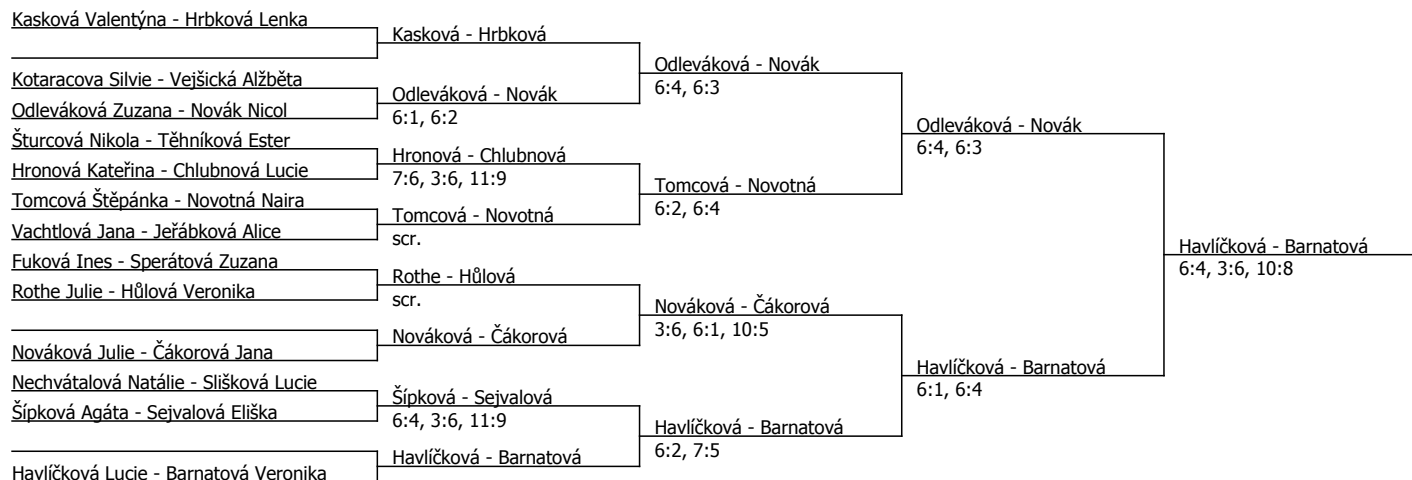 Kasková Valentýna - Hrbková Lenka
Kotaracova Silvie - Vejšická Alžběta
Odleváková Zuzana - Novák Nicol
Šturcová Nikola - Těhníková Ester
Hronová Kateřina - Chlubnová Lucie
Tomcová Štěpánka - Novotná Naira
Vachtlová Jana - Jeřábková Alice
Fuková Ines - Sperátová Zuzana
Rothe Julie - Hůlová Veronika
Nováková Julie - Čákorová Jana
Nechvátalová Natálie - Slišková Lucie
Šípková Agáta - Sejvalová Eliška
Havlíčková Lucie - Barnatová Veronika
Kasková - Hrbková
Odleváková - Novák
6:1, 6:2
Hronová - Chlubnová
7:6, 3:6, 11:9
Tomcová - Novotná
scr.
Rothe - Hůlová
scr.
Nováková - Čákorová
Šípková - Sejvalová
6:4, 3:6, 11:9
Havlíčková - Barnatová
Odleváková - Novák
6:4, 6:3
Tomcová - Novotná
6:2, 6:4
Nováková - Čákorová
3:6, 6:1, 10:5
Havlíčková - Barnatová
6:2, 7:5
Odleváková - Novák
6:4, 6:3
Havlíčková - Barnatová
6:1, 6:4
Havlíčková - Barnatová
6:4, 3:6, 10:8